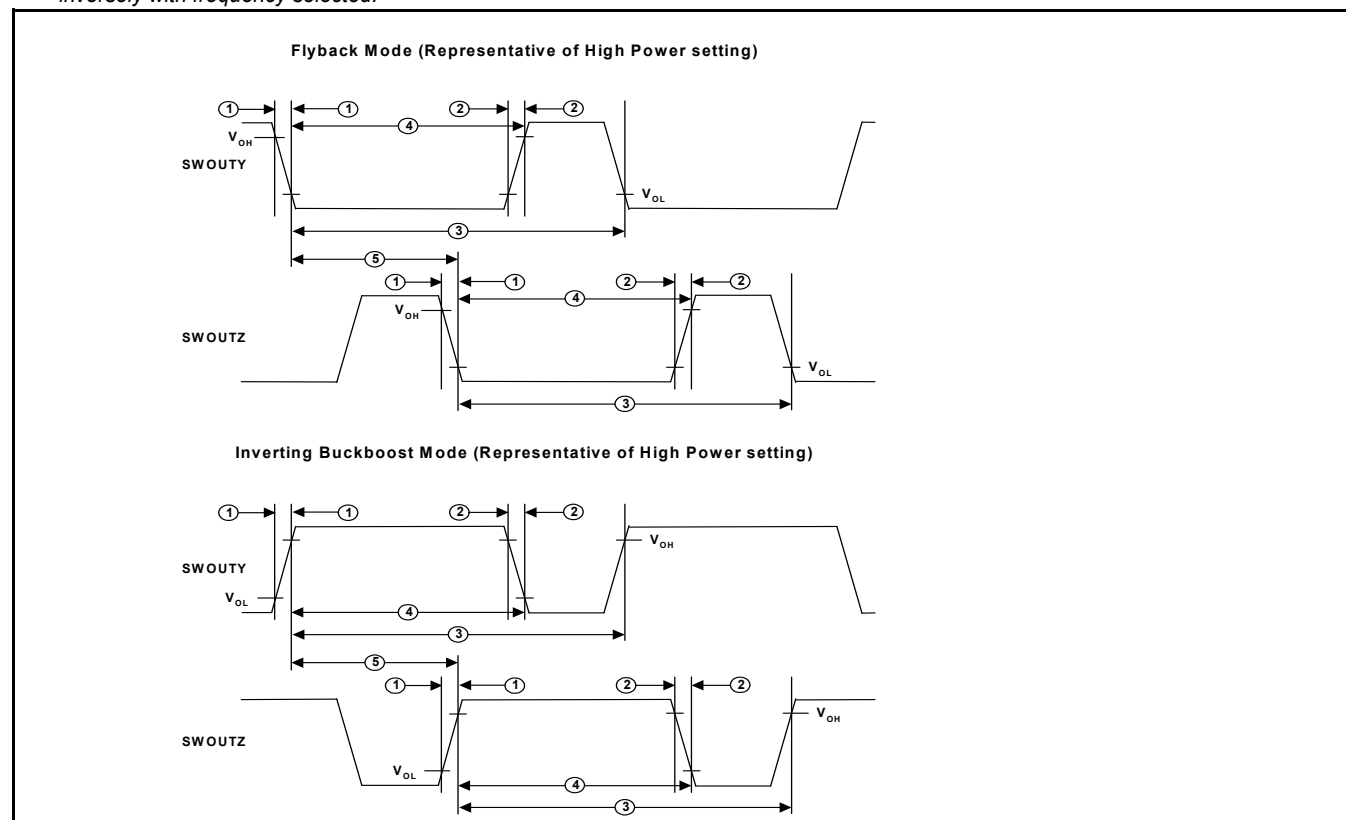 inversely with frequency selected.
Flyback Mode (Representative of High Power setting)
1 1 2 2
4
VOH
SWOUTY
VOL
3
5
1 1 2 2
4
VOH
SWOUTZ
VOL
3
Inverting Buckboost Mode (Representative of High Power setting)
1 1 2 2
VOH
SWOUTY
VOL
4
3
5
1 1 2 2
VOH
SWOUTZ
VOL
4
3